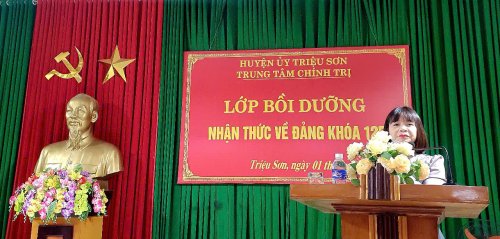 HUYỆN ỦY TRIỆU SƠN
TRUNG TÂM CHÍNH TRỊ
LỚP BỒI DƯỠNG
NHẬN THỨC VỀ ĐẢNG KHÓA
Triệu Sơn, ngày 01